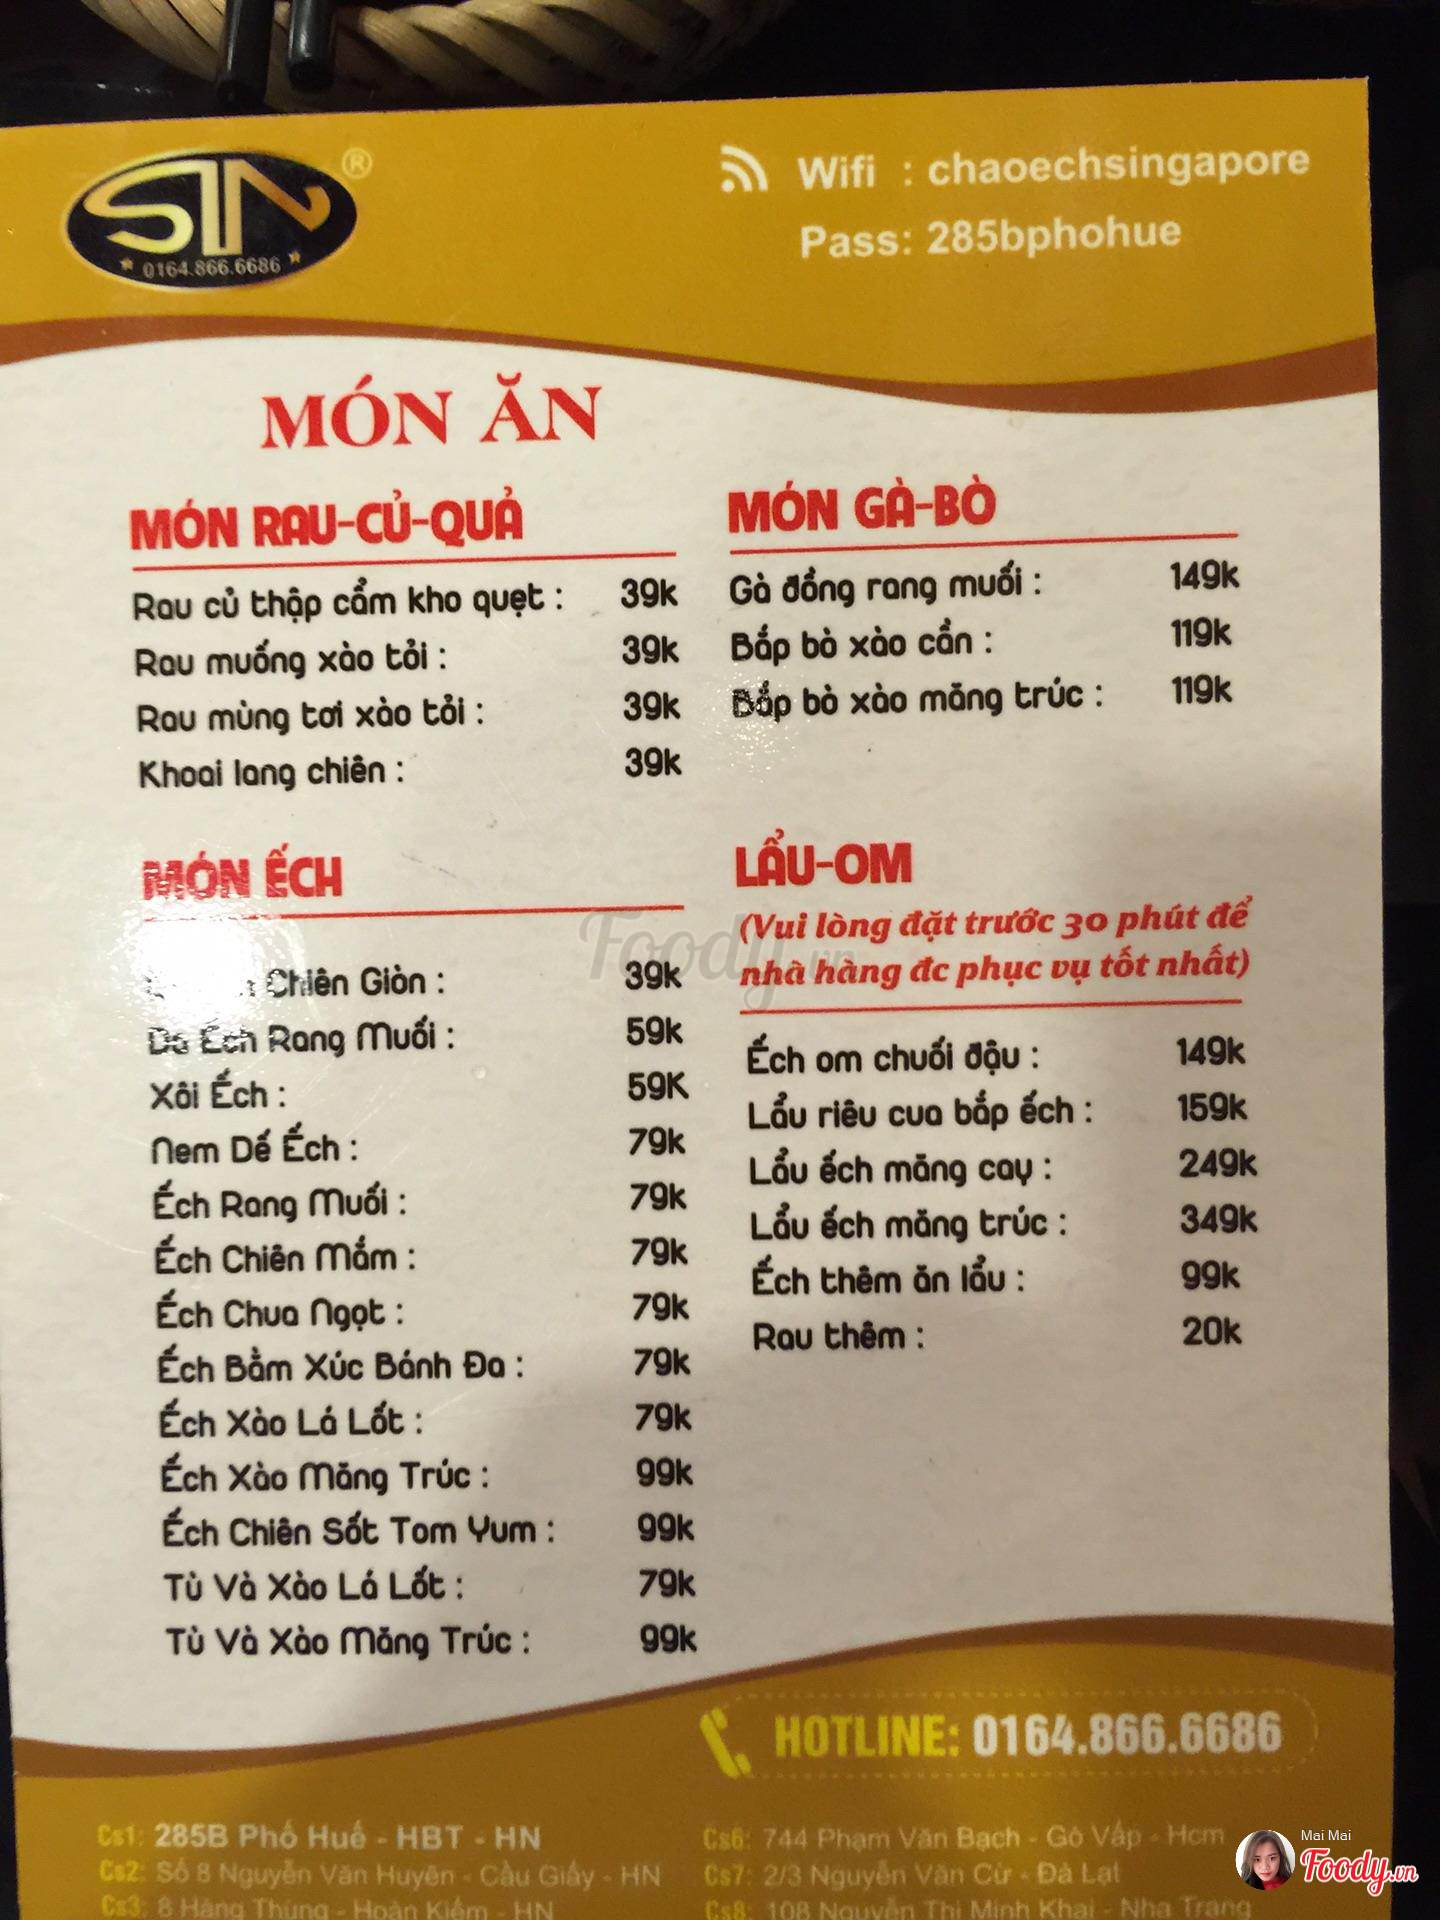 SIN ®
0164.866.6686
Wifi : chaoechsingapore
Pass: 285bphohue
MÓN ĂN
MÓN RAU-CỦ-QUẢ
Rau củ thập cẩm kho quẹt : 39k
Rau muống xào tỏi : 39k
Rau mùng tơi xào tỏi : 39k
Khoai lang chiên : 39k
MÓN ẾCH
Chiên Giòn : 39k
Da Ếch Rang Muối : 59k
Xôi Ếch : 59K
Nem Dế Ếch : 79k
Ếch Rang Muối : 79k
Ếch Chiên Mắm : 79k
Ếch Chua Ngọt : 79k
Ếch Bằm Xúc Bánh Đa : 79k
Ếch Xào Lá Lốt : 79k
Ếch Xào Măng Trúc : 99k
Ếch Chiên Sốt Tom Yum : 99k
Tù Và Xào Lá Lốt : 79k
Tù Và Xào Măng Trúc : 99k
MÓN GÀ-BÒ
Gà đồng rang muối : 149k
Bắp bò xào cần : 119k
Bắp bò xào măng trúc : 119k
LẨU-OM
(Vui lòng đặt trước 30 phút để
nhà hàng đc phục vụ tốt nhất)
Ếch om chuối đậu : 149k
Lẩu riêu cua bắp ếch : 159k
Lẩu ếch măng cay : 249k
Lẩu ếch măng trúc : 349k
Ếch thêm ăn lẩu : 99k
Rau thêm : 20k
HOTLINE: 0164.866.6686
Cs1: 285B Phố Huế - HBT - HN
Cs2: Số 8 Nguyễn Văn Huyên - Cầu Giấy - HN
Cs3: 8 Hàng Thùng - Hoàn Kiếm - HN
Cs6: 744 Phạm Văn Bạch - Gò Vấp - Hcm
Cs7: 2/3 Nguyễn Văn Cừ - Đà Lạt
Cs8: 108 Nguyễn Thị Minh Khai - Nha Trang
Foody.vn
Mai Mai
Foody.vn